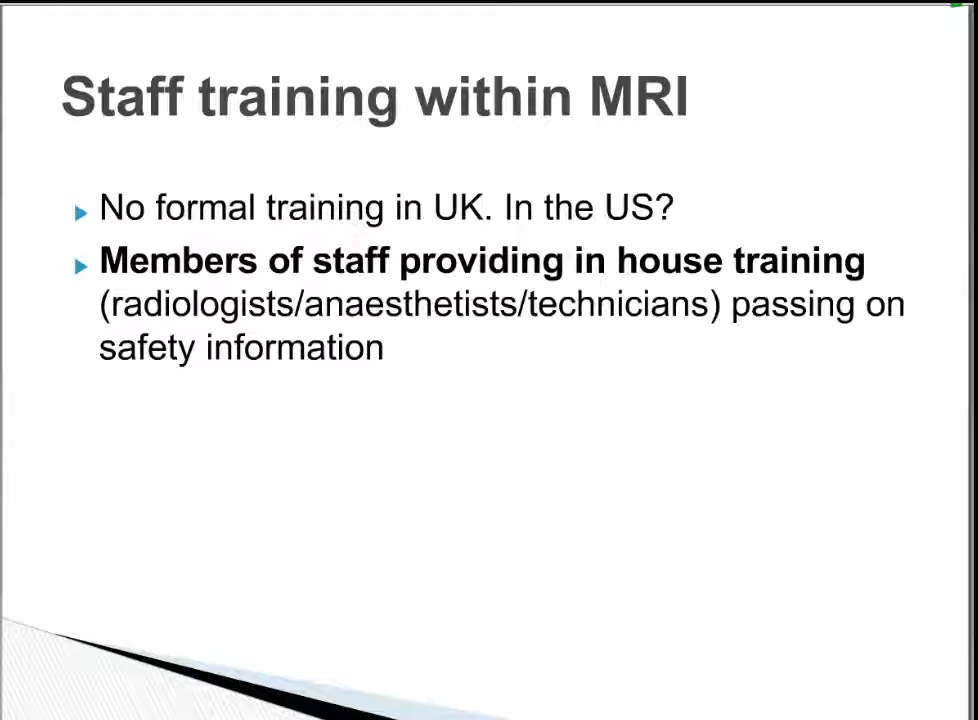 Staff training within MRI
No formal training in UK. In the US?
Members of staff providing in house training
(radiologists/anaesthetists/technicians) passing on
safety information